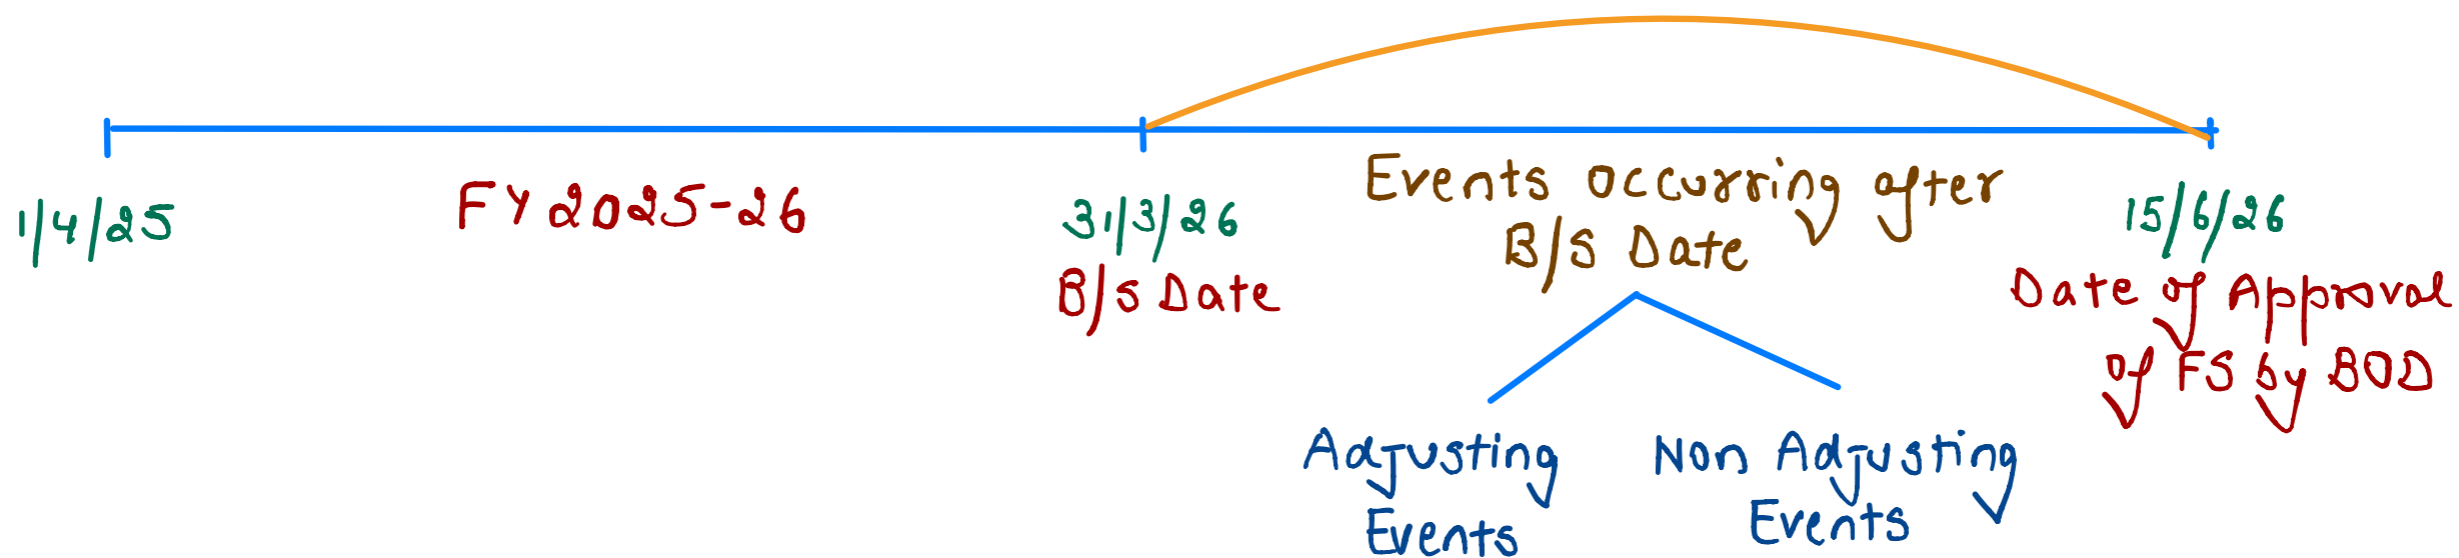 1/4/25
FY 2025-26
31/3/26
B/S Date
Events occurring after
B/S Date
15/6/26
Date of Approval
of FS by BOD
Adjusting
Events
Non Adjusting
Events